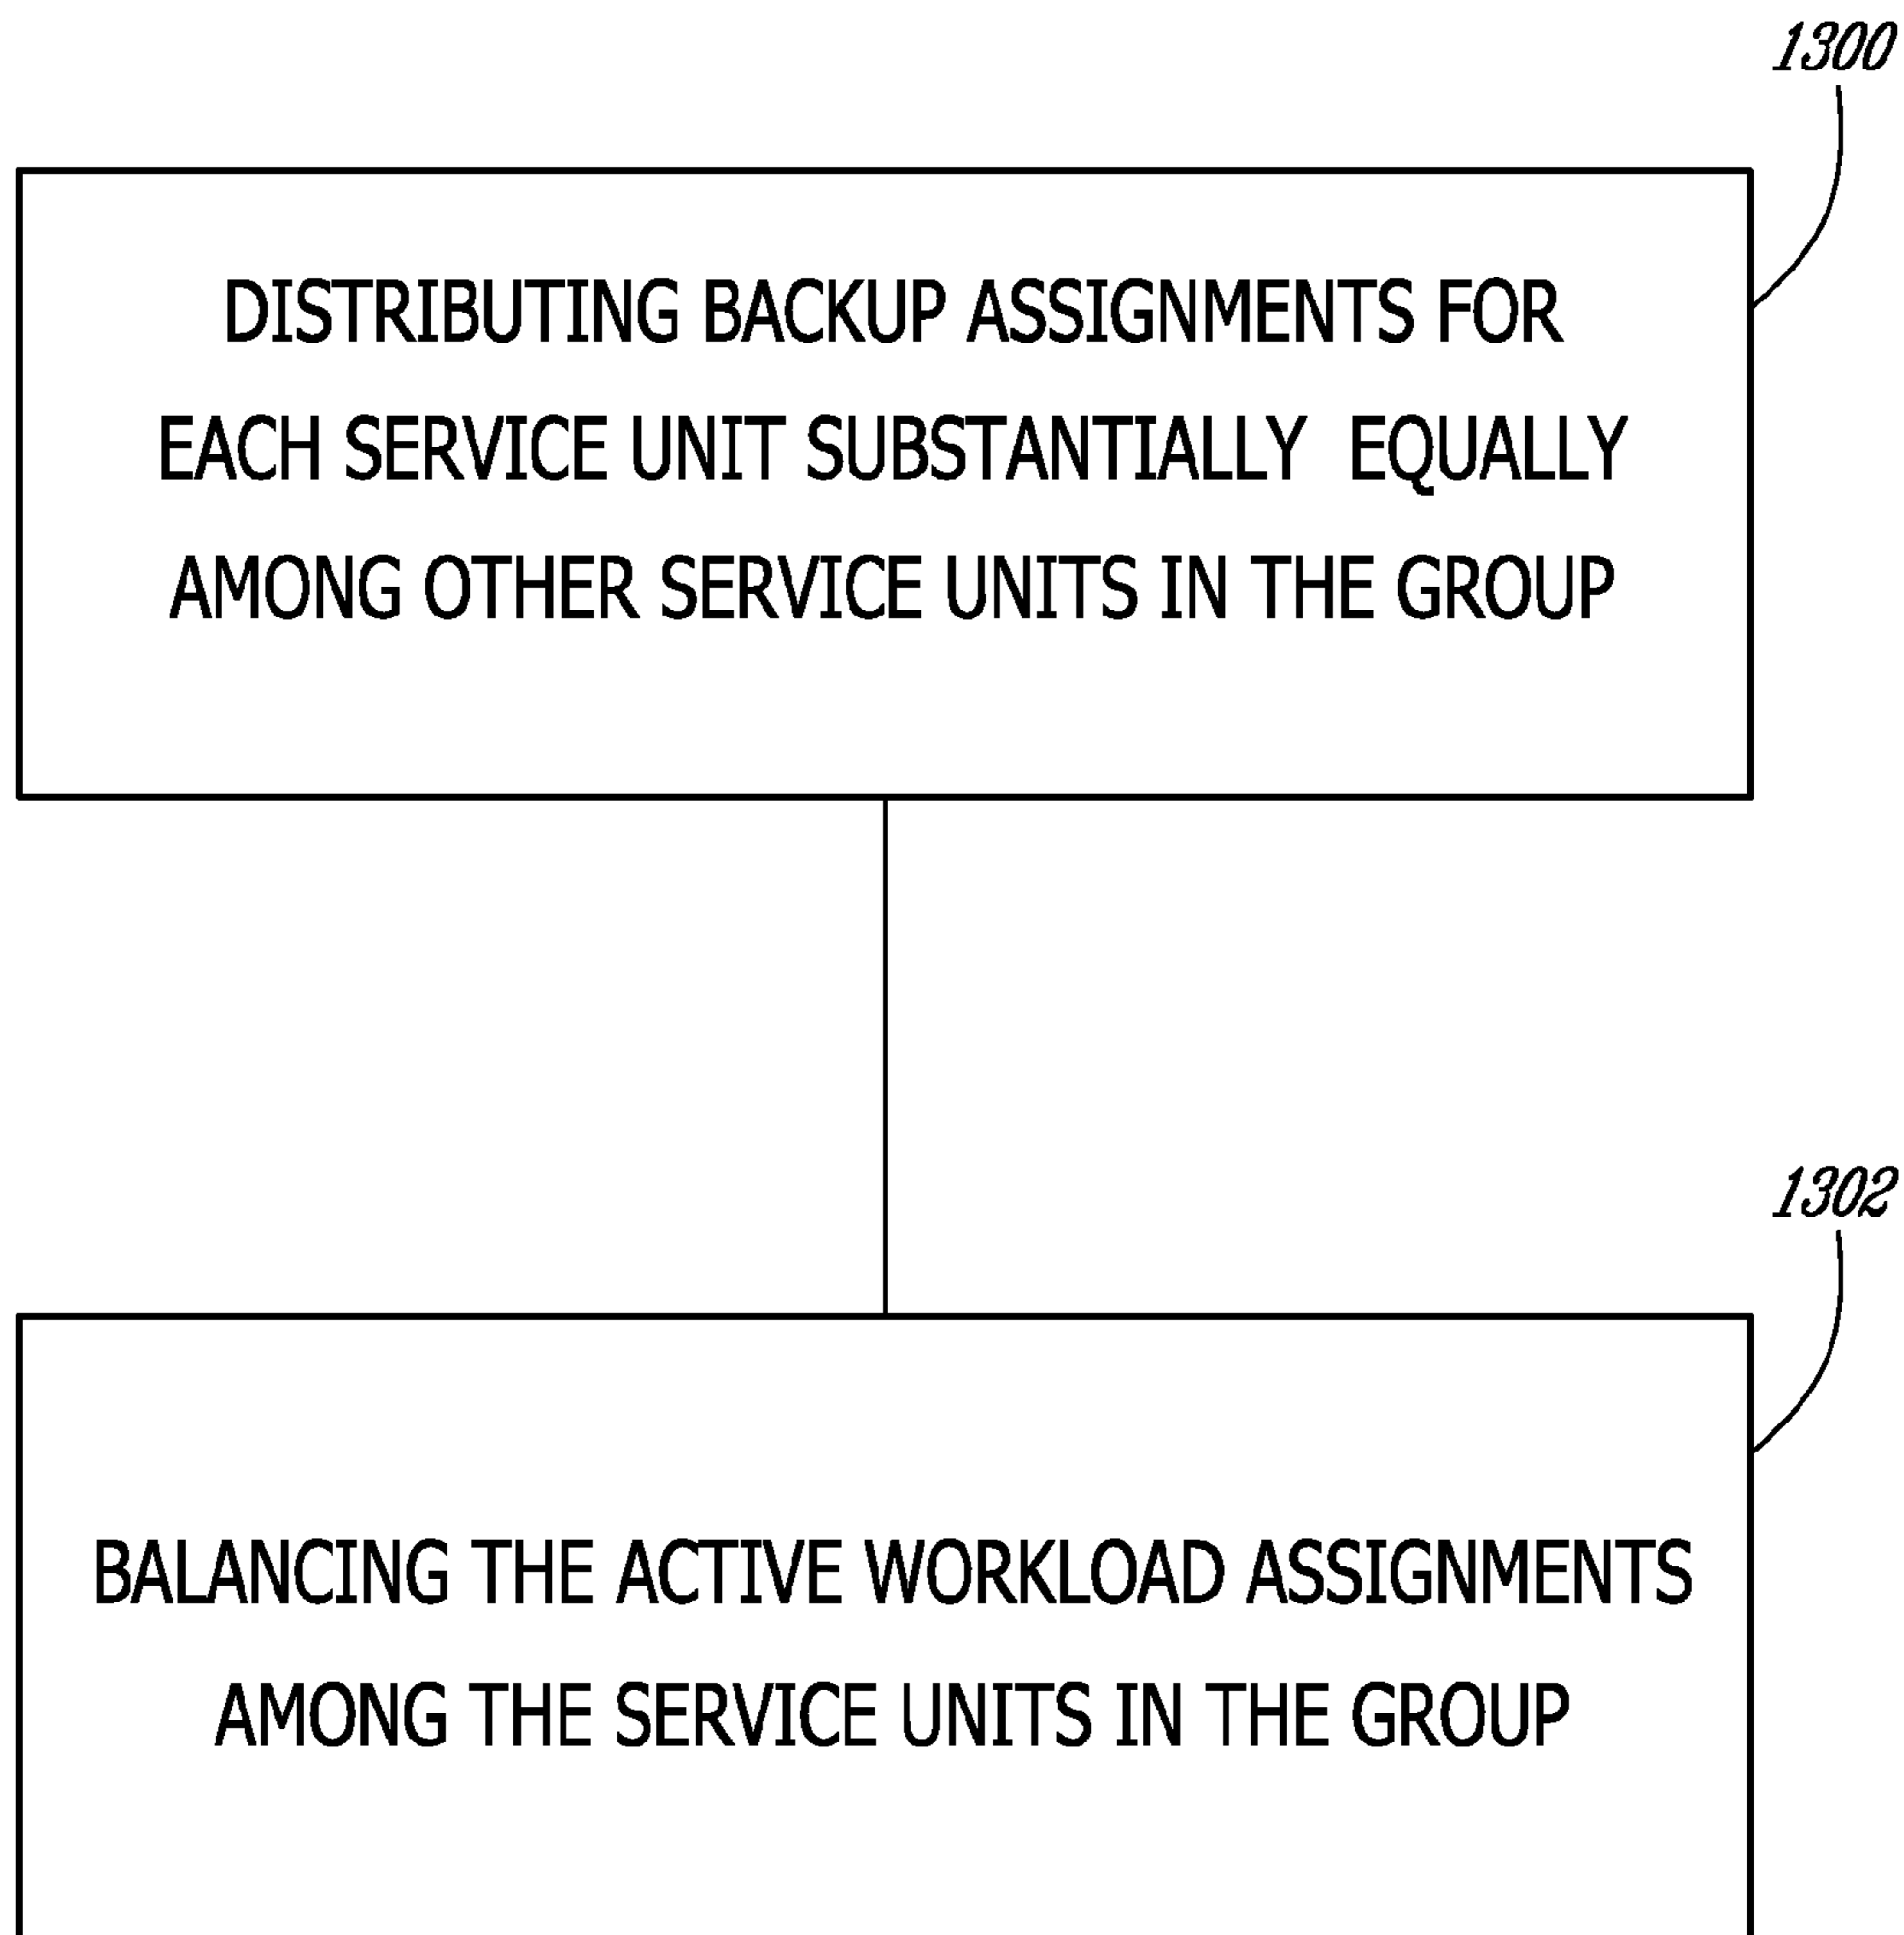 1300
DISTRIBUTING BACKUP ASSIGNMENTS FOR
EACH SERVICE UNIT SUBSTANTIALLY EQUALLY
AMONG OTHER SERVICE UNITS IN THE GROUP
1302
BALANCING THE ACTIVE WORKLOAD ASSIGNMENTS
AMONG THE SERVICE UNITS IN THE GROUP